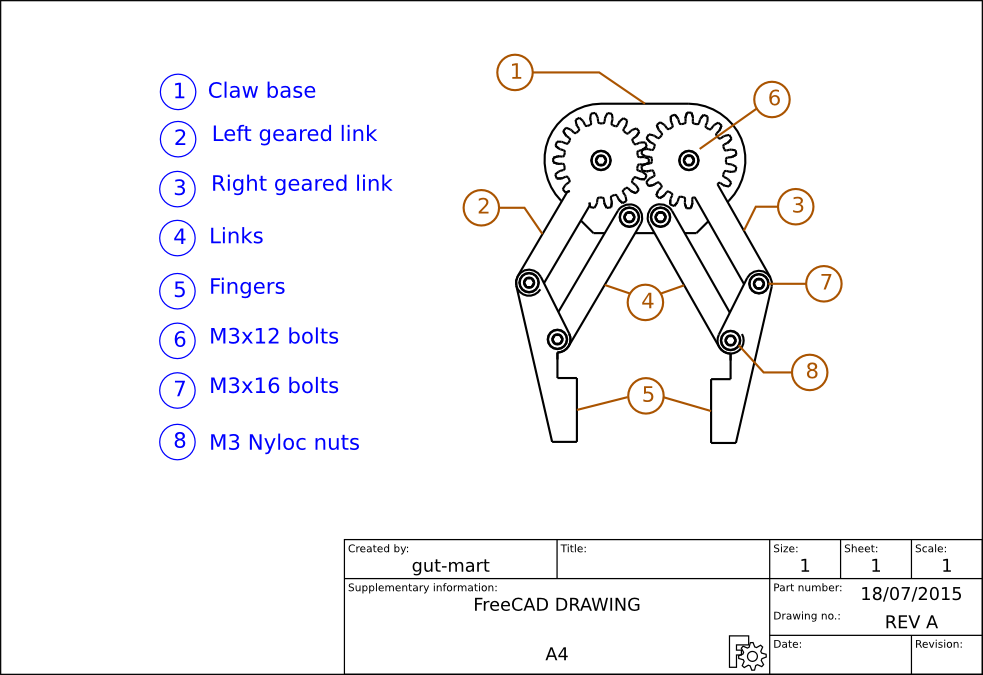 1 Claw base
2 Left geared link
3 Right geared link
4 Links
5 Fingers
6 M3x12 bolts
7 M3x16 bolts
8 M3 Nyloc nuts
1
6
2
3
7
4
8
5
Created by:
gut-mart
Title:
Size:
1
Sheet:
1
Scale:
1
Supplementary information:
FreeCAD DRAWING
A4
Part number:
18/07/2015
Drawing no.:
REV A
Date:
Revision: